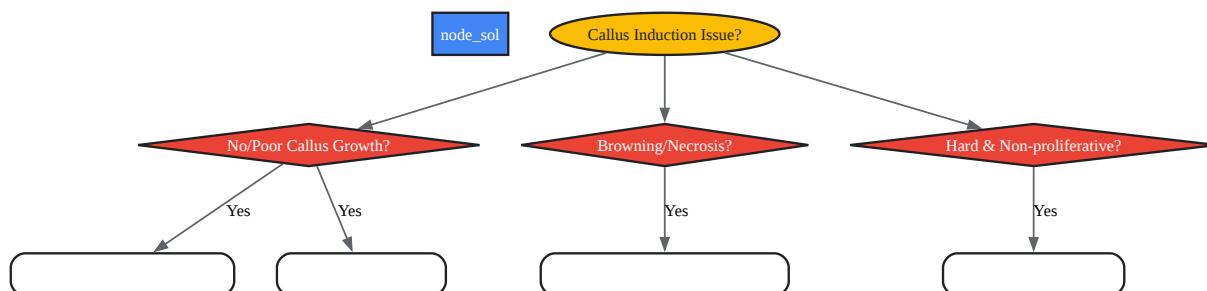 node_sol
Callus Induction Issue?
No/Poor Callus Growth?
Browning/Necrosis?
Hard & Non-proliferative?
Yes
Yes
Yes
Yes